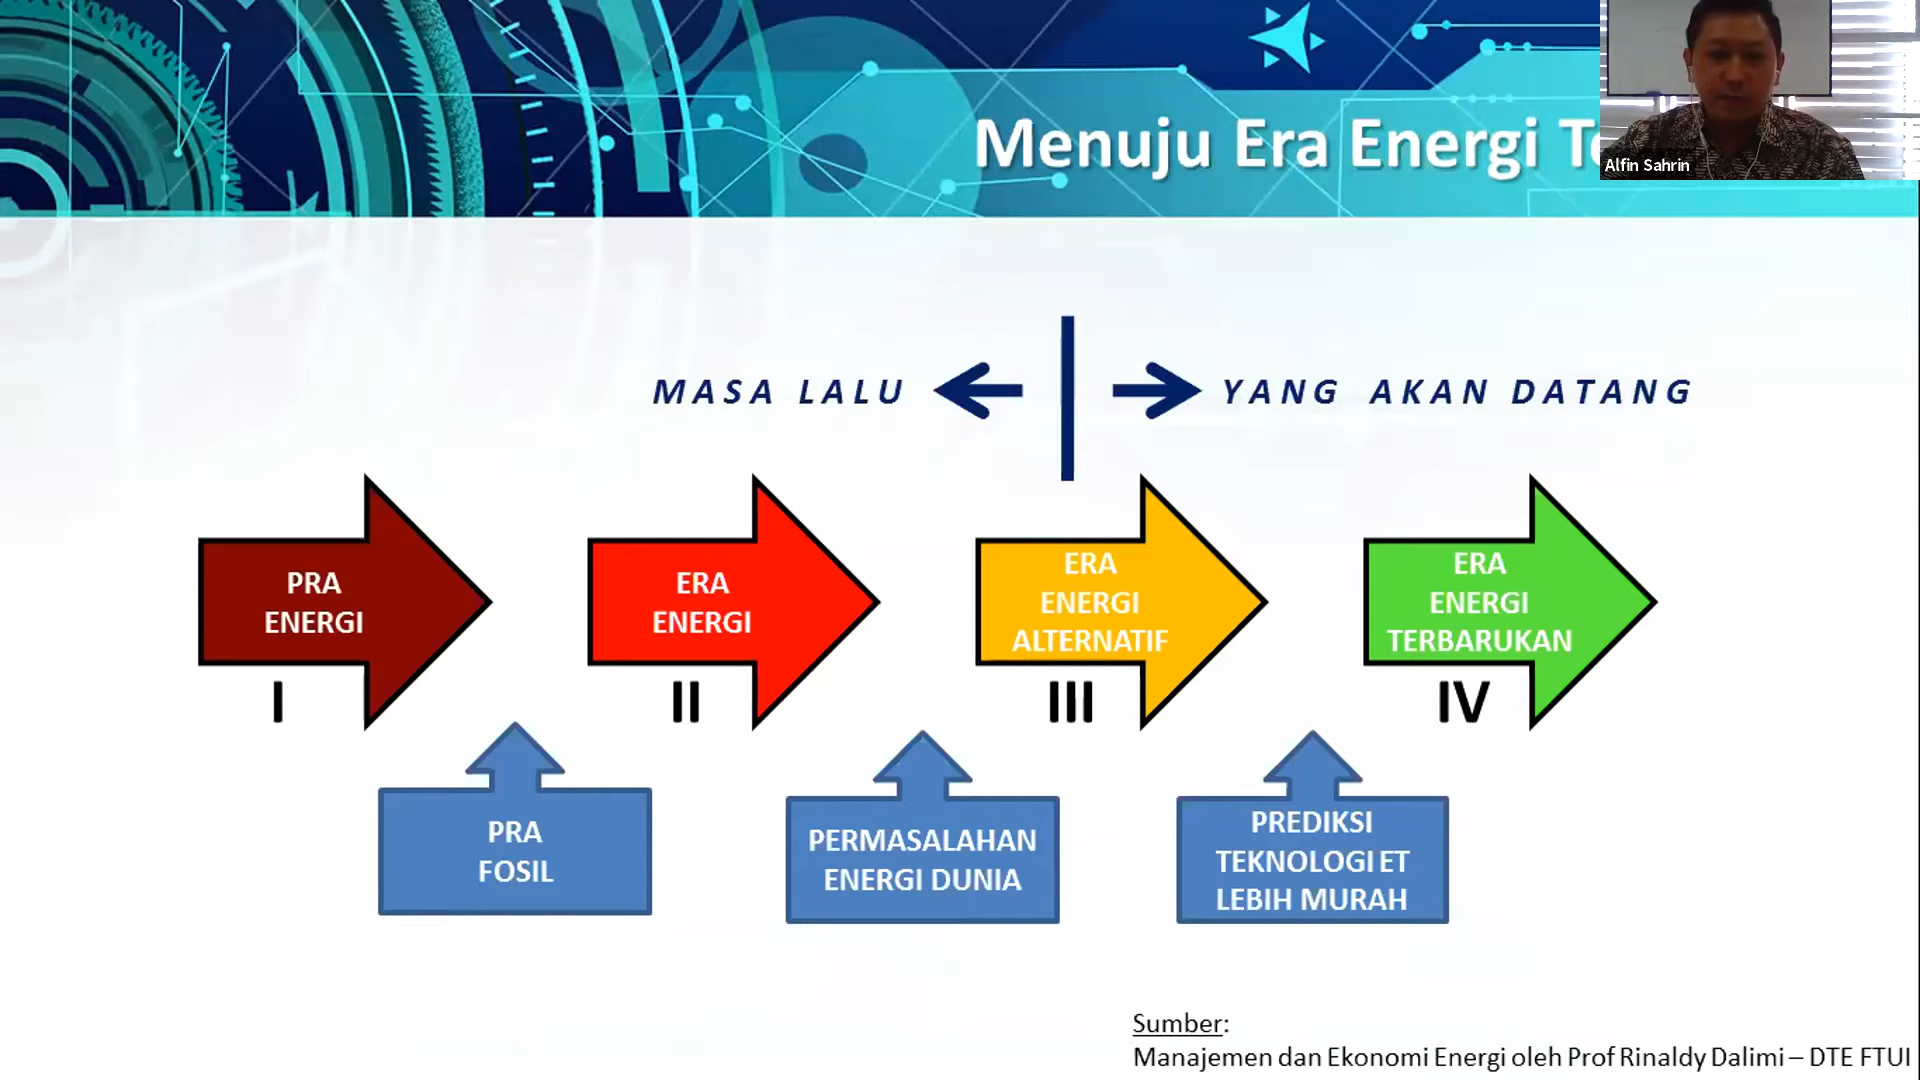 Menuju Era Energi
Alfin Sahrin
MASA LALU
YANG AKAN DATANG
PRA
ENERGI
I
ERA
ENERGI
II
ERA
ENERGI
ALTERNATIF
III
ERA
ENERGI
TERBARUKAN
IV
PRA
FOSIL
PERMASALAHAN
ENERGI DUNIA
PREDIKSI
TEKNOLOGI ET
LEBIH MURAH
Sumber:
Manajemen dan Ekonomi Energi oleh Prof Rinaldy Dalimi – DTE FTUI